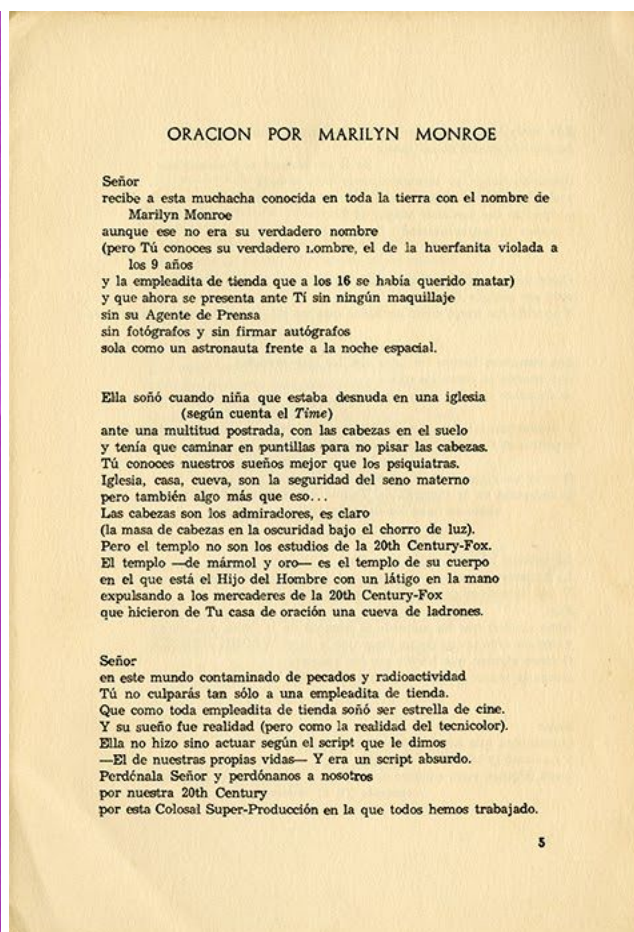 ORACION POR MARILYN MONROE
Señor
recibe a esta muchacha conocida en toda la tierra con el nombre de
Marilyn Monroe
aunque ese no era su verdadero nombre
(pero Tú conoces su verdadero nombre, el de la huerfanita violada a
los 9 años
y la empleadita de tienda que a los 16 se había querido matar)
y que ahora se presenta ante Tí sin ningún maquillaje
sin su Agente de Prensa
sin fotógrafos y sin firmar autógrafos
sola como un astronauta frente a la noche espacial.
Ella soñó cuando niña que estaba desnuda en una iglesia
(según cuenta el Time)
ante una multitud postrada, con las cabezas en el suelo
y tenía que caminar en puntillas para no pisar las cabezas.
Tú conoces nuestros sueños mejor que los psiquiatras.
Iglesia, casa, cueva, son la seguridad del seno materno
pero también algo más que eso...
Las cabezas son los admiradores, es claro
(la masa de cabezas en la oscuridad bajo el chorro de luz).
Pero el templo no son los estudios de la 20th Century-Fox.
El templo —de mármol y oro— es el templo de su cuerpo
en el que está el Hijo del Hombre con un látigo en la mano
expulsando a los mercaderes de la 20th Century-Fox
que hicieron de Tu casa de oración una cueva de ladrones.
Señor
en este mundo contaminado de pecados y radioactividad
Tú no culparás tan sólo a una empleadita de tienda.
Que como toda empleadita de tienda soñó ser estrella de cine.
Y su sueño fue realidad (pero como la realidad del tecnicolor).
Ella no hizo sino actuar según el script que le dimos
—El de nuestras propias vidas— Y era un script absurdo.
Perdónala Señor y perdónanos a nosotros
por nuestra 20th Century
por esta Colosal Super-Producción en la que todos hemos trabajado.
5